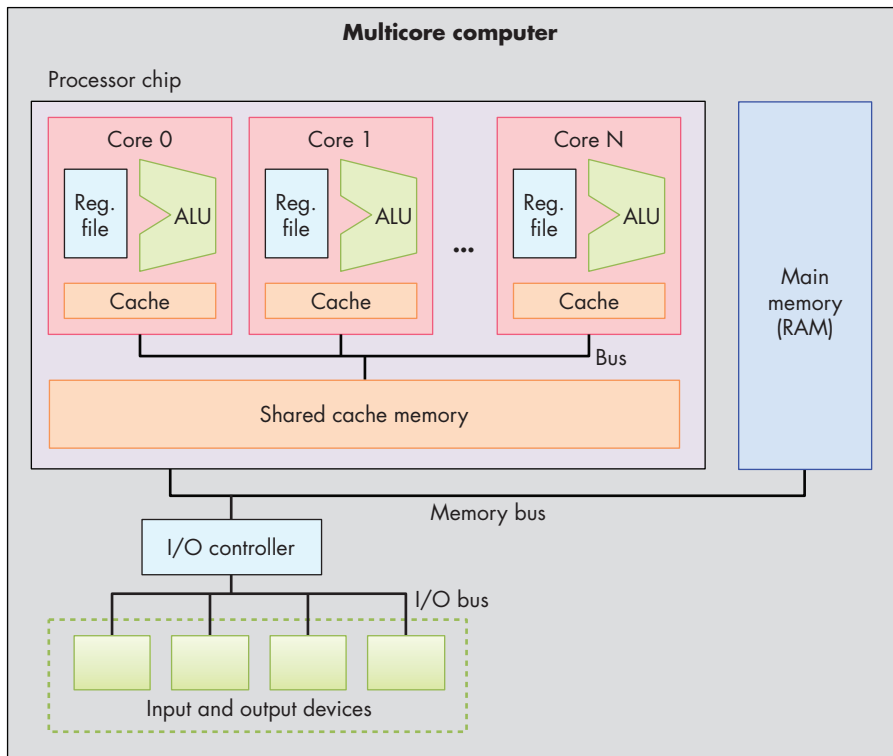 Multicore computer
Processor chip
Core 0
Reg.
file
ALU
Cache
Core 1
Reg.
file
ALU
Cache
...
Core N
Reg.
file
ALU
Cache
Bus
Shared cache memory
Main
memory
(RAM)
Memory bus
I/O controller
I/O bus
Input and output devices